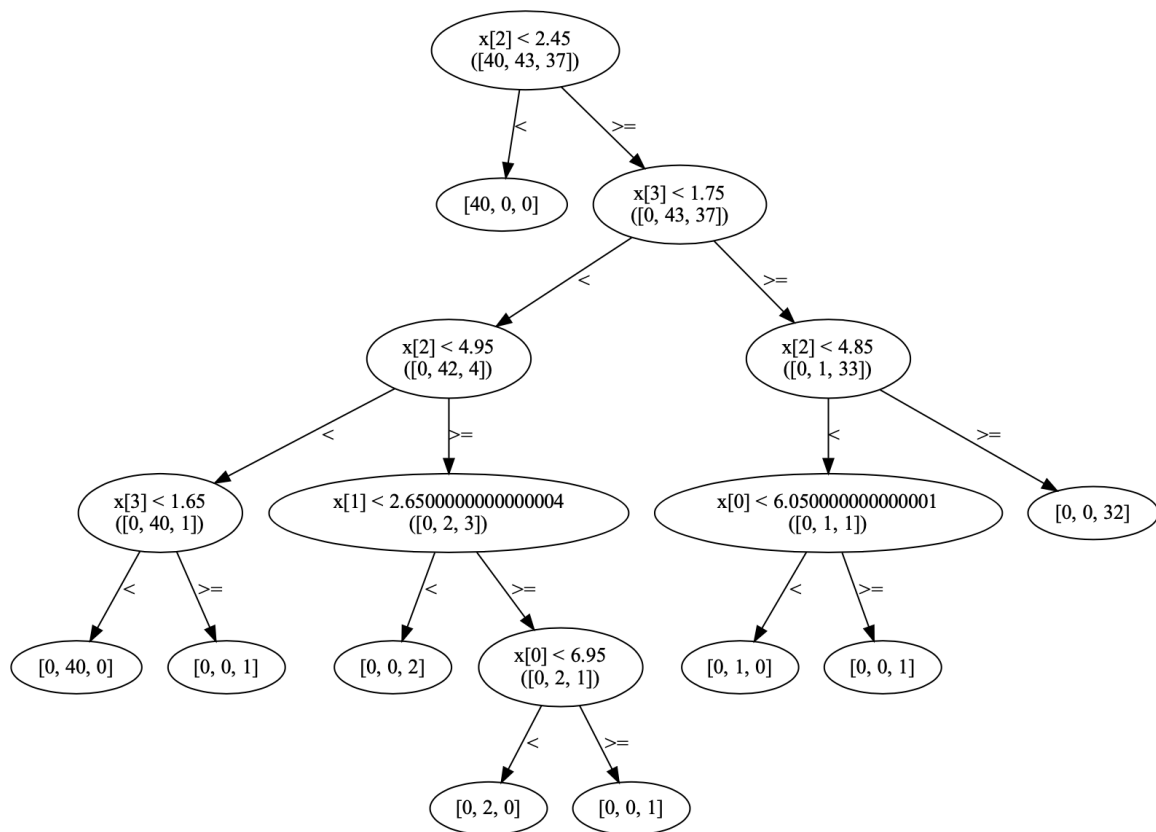 x[2] < 2.45
([40, 43, 37])
<
>=
[40, 0, 0]
x[3] < 1.75
([0, 43, 37])
<
>=
x[2] < 4.95
([0, 42, 4])
x[2] < 4.85
([0, 1, 33])
<
>=
<
>=
x[3] < 1.65
([0, 40, 1])
x[1] < 2.6500000000000004
([0, 2, 3])
x[0] < 6.050000000000001
([0, 1, 1])
[0, 0, 32]
<
>=
<
>=
<
>=
[0, 40, 0]
[0, 0, 1]
[0, 0, 2]
x[0] < 6.95
([0, 2, 1])
[0, 1, 0]
[0, 0, 1]
<
>=
[0, 2, 0]
[0, 0, 1]